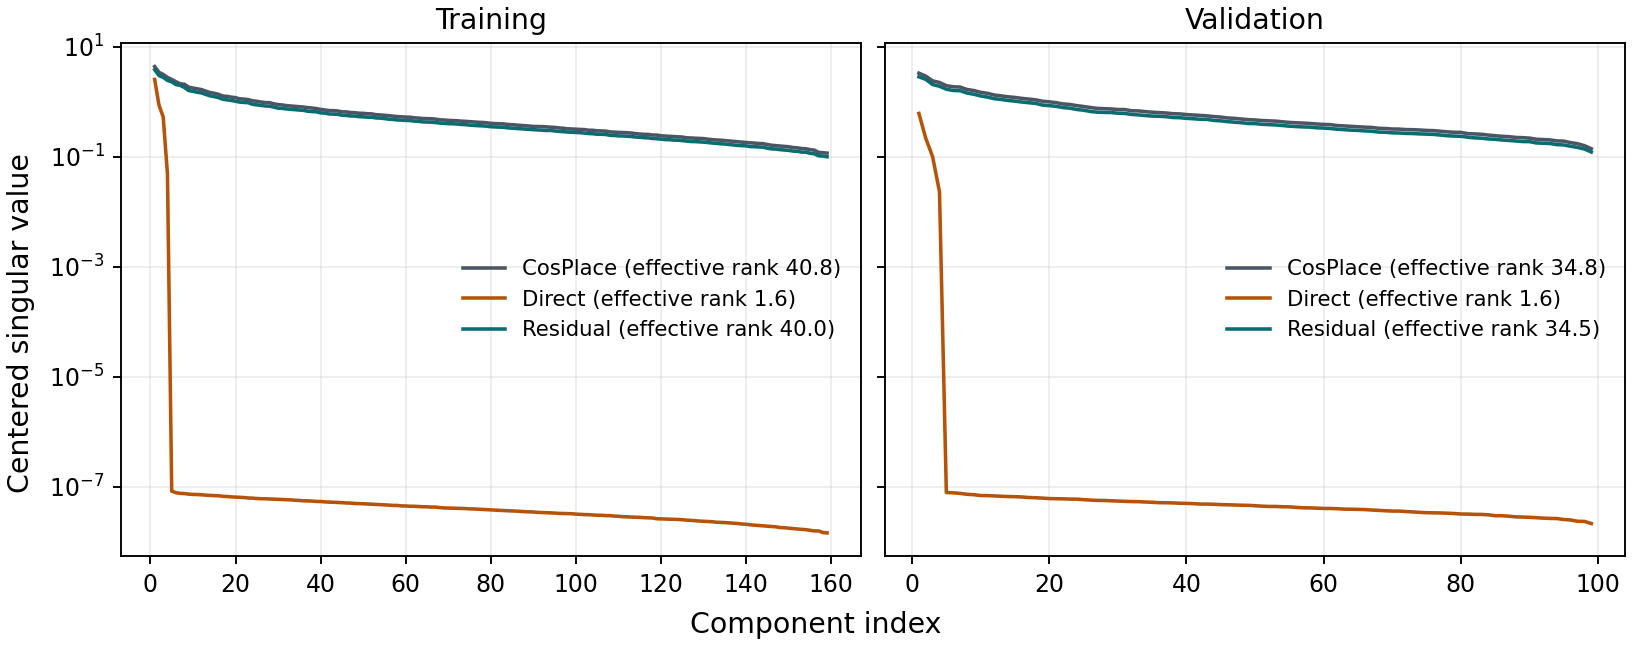 Training
Validation
Centered singular value
10¹
10⁻¹
10⁻³
10⁻⁵
10⁻⁷
CosPlace (effective rank 40.8)
Direct (effective rank 1.6)
Residual (effective rank 40.0)
CosPlace (effective rank 34.8)
Direct (effective rank 1.6)
Residual (effective rank 34.5)
0 20 40 60 80 100 120 140 160
0 20 40 60 80 100
Component index